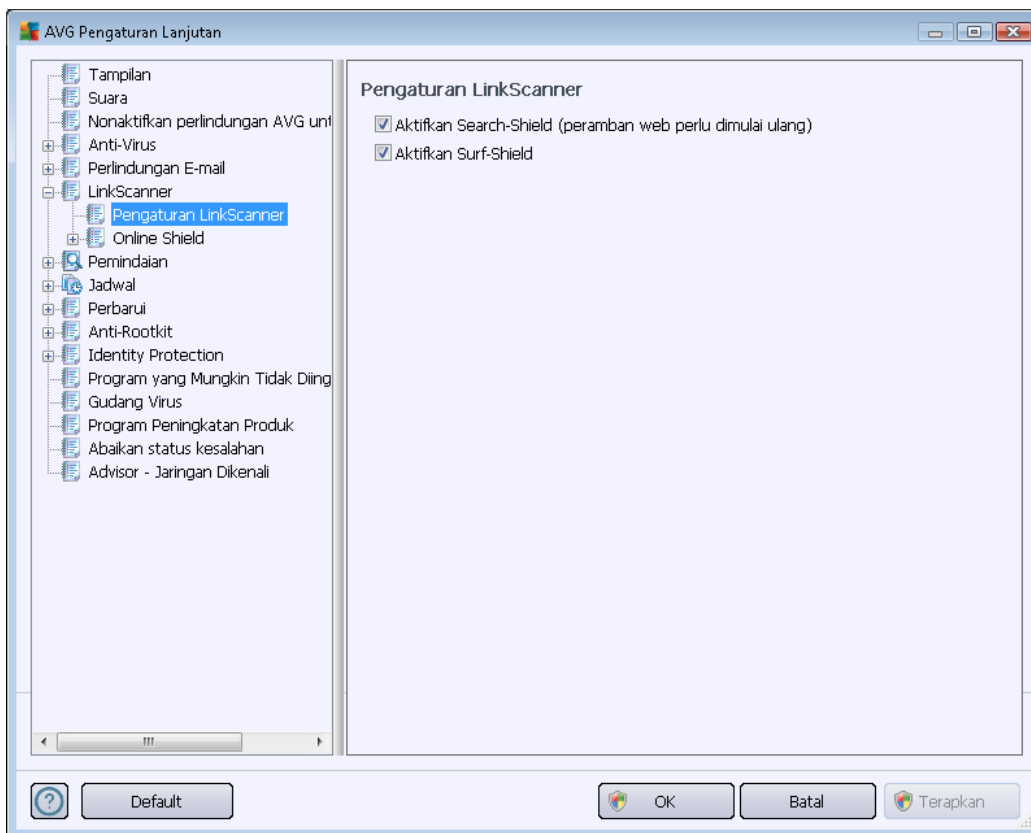 AVG Pengaturan Lanjutan
Tampilan
Suara
Nonaktifkan perlindungan AVG unt
Anti-Virus
Perlindungan E-mail
LinkScanner
Pengaturan LinkScanner
Online Shield
Pemindaian
Jadwal
Perbarui
Anti-Rootkit
Identity Protection
Program yang Mungkin Tidak Diing
Gudang Virus
Program Peningkatan Produk
Abaikan status kesalahan
Advisor - Jaringan Dikenali
Pengaturan LinkScanner
Aktifkan Search-Shield (peramban web perlu dimulai ulang)
Aktifkan Surf-Shield
Default
OK
Batal
Terapkan